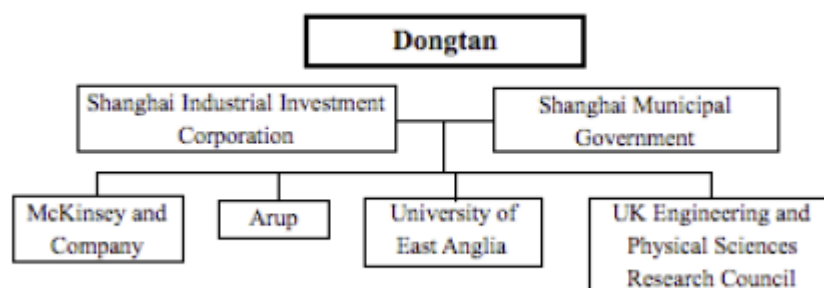 Dongtan
Shanghai Industrial Investment
Corporation
Shanghai Municipal
Government
McKinsey and
Company
Arup
University of
East Anglia
UK Engineering and
Physical Sciences
Research Council